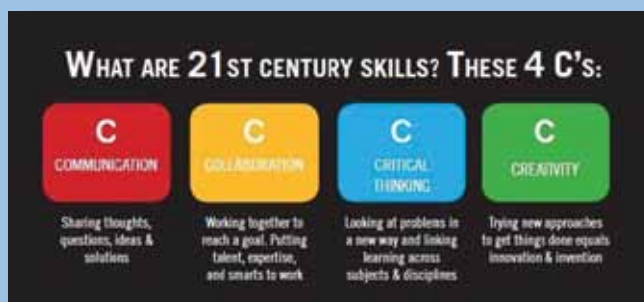 WHAT ARE 21ST CENTURY SKILLS? THESE 4 C'S:
C
COMMUNICATION
Sharing thoughts,
questions, ideas &
solutions
C
COLLABORATION
Working together to
reach a goal. Putting
talent, expertise,
and smarts to work
C
CRITICAL
THINKING
Looking at problems in
a new way and linking
learning across
subjects & disciplines
C
CREATIVITY
Trying new approaches
to get things done equals
innovation & invention